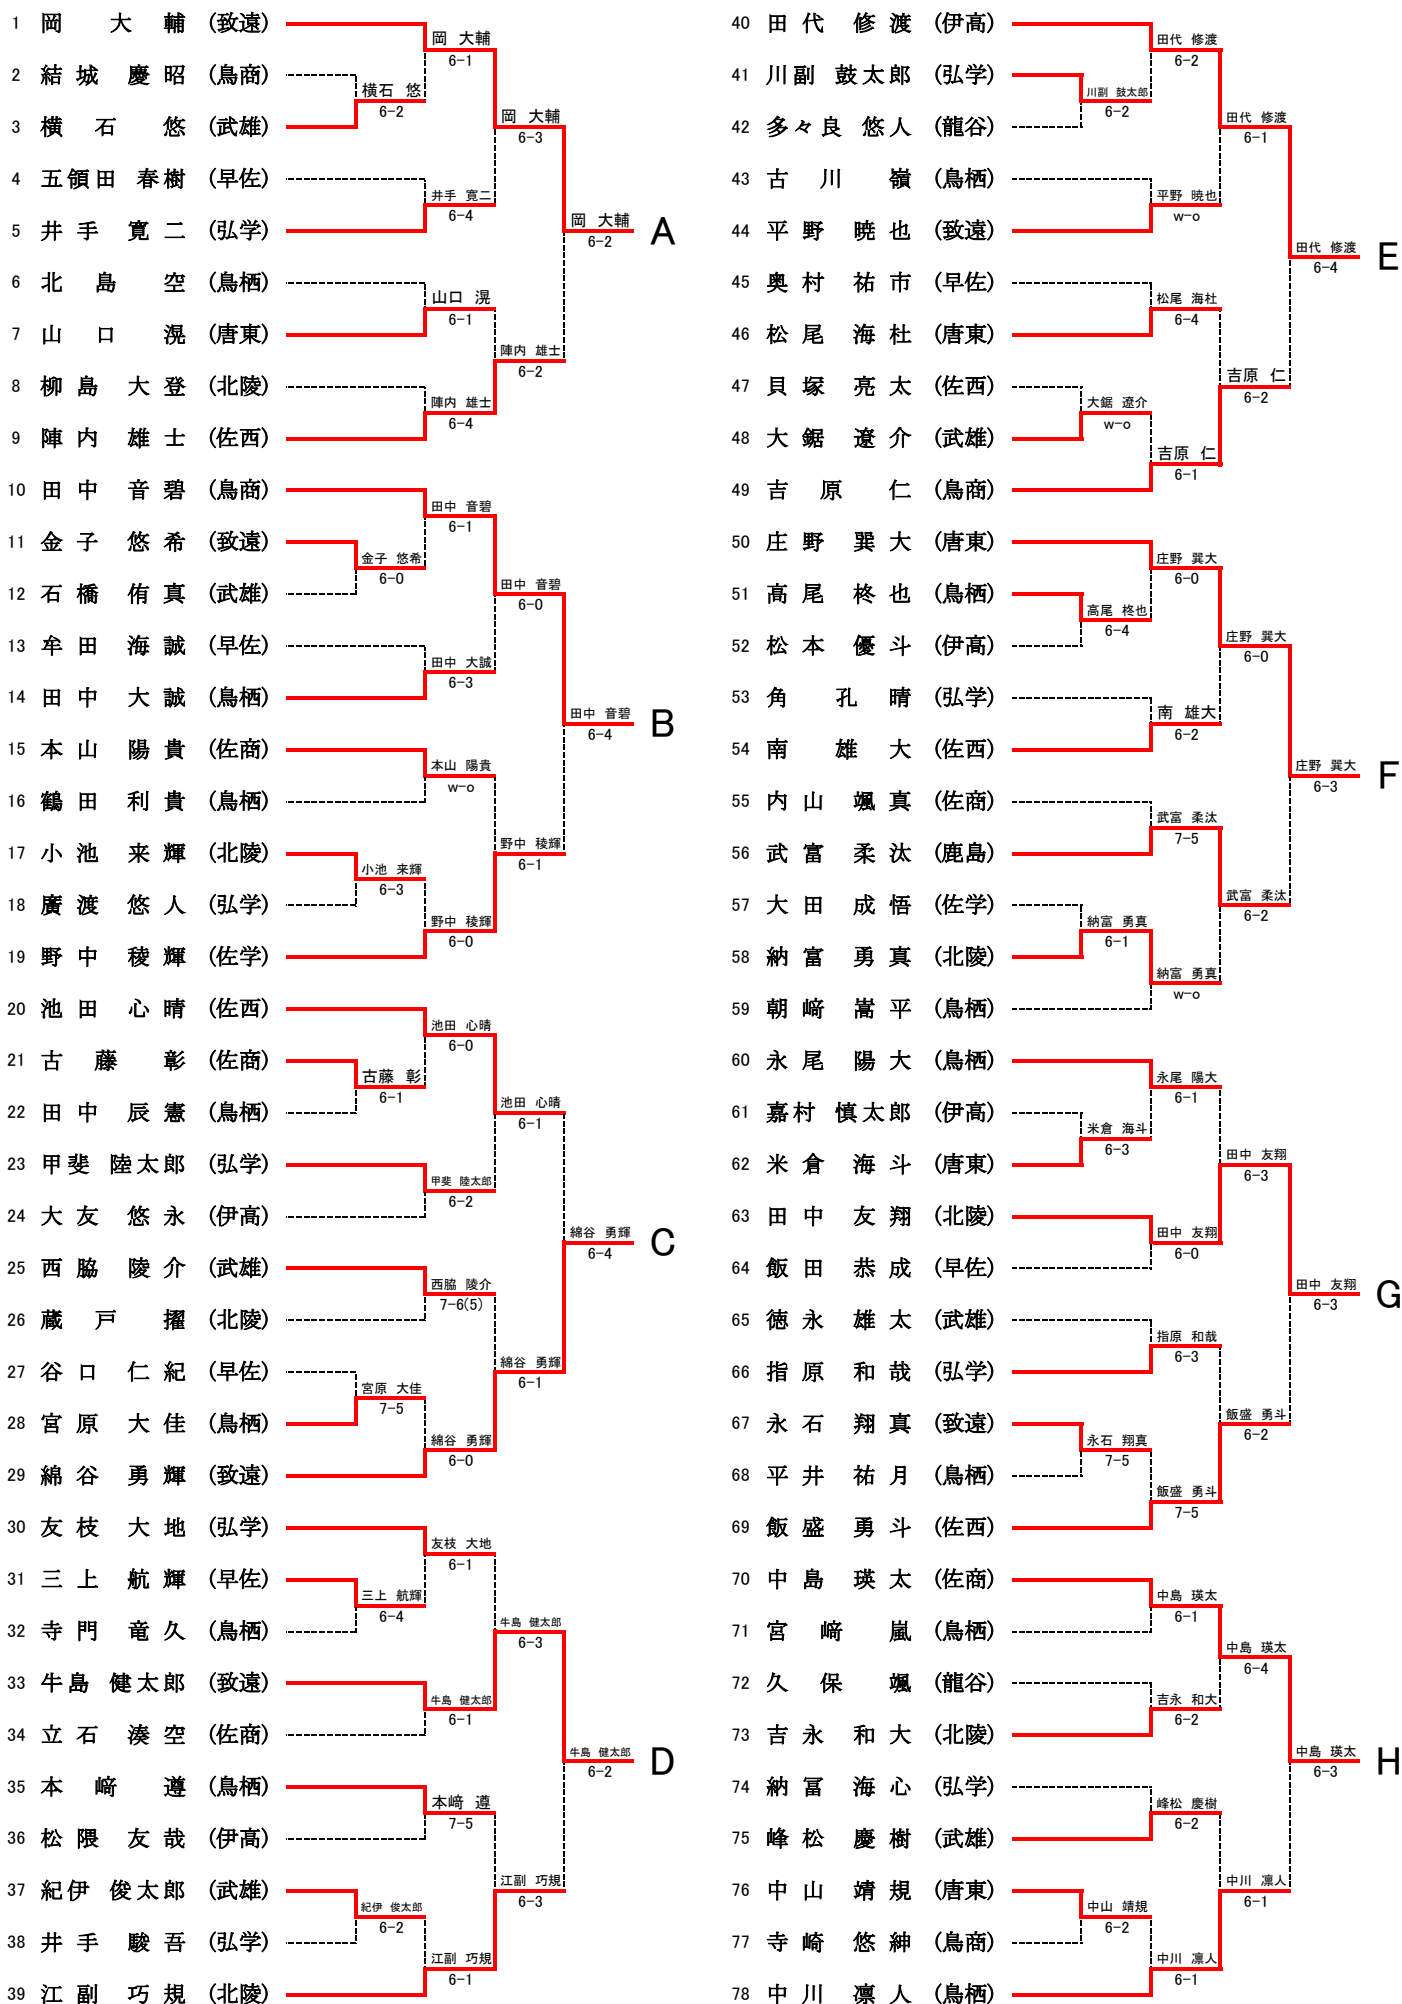 1 岡 大 輔 (致遠)
岡 大輔
6-1
2 結 城 慶 昭 (鳥商)
横石 悠
6-2
3 横 石 悠 (武雄)
岡 大輔
6-3
4 五領田 春樹 (早佐)
井手 寛二
6-4
5 井 手 寛 二 (弘学)
岡 大輔
6-2
A
6 北 島 空 (鳥栖)
山口 滉
6-1
7 山 口 滉 (唐東)
陣内 雄士
6-2
8 柳 島 大 登 (北陵)
陣内 雄士
6-4
9 陣 内 雄 士 (佐西)
10 田 中 音 碧 (鳥商)
田中 音碧
6-1
11 金 子 悠 希 (致遠)
金子 悠希
6-0
12 石 橋 侑 真 (武雄)
田中 音碧
6-0
13 牟 田 海 誠 (早佐)
田中 大誠
6-3
14 田 中 大 誠 (鳥栖)
田中 音碧
6-4
B
15 本 山 陽 貴 (佐商)
本山 陽貴
w-o
16 鶴 田 利 貴 (鳥栖)
野中 稜輝
6-1
17 小 池 来 輝 (北陵)
小池 来輝
6-3
18 廣 渡 悠 人 (弘学)
野中 稜輝
6-0
19 野 中 稜 輝 (佐学)
20 池 田 心 晴 (佐西)
池田 心晴
6-0
21 古 藤 彰 (佐商)
古藤 彰
6-1
22 田 中 辰 憲 (鳥栖)
池田 心晴
6-1
23 甲斐 陸太郎 (弘学)
甲斐 陸太郎
6-2
24 大 友 悠 永 (伊高)
綿谷 勇輝
6-4
C
25 西 脇 陵 介 (武雄)
西脇 陵介
7-6(5)
26 蔵 戸 擢 (北陵)
綿谷 勇輝
6-1
27 谷 口 仁 紀 (早佐)
宮原 大佳
7-5
28 宮 原 大 佳 (鳥栖)
綿谷 勇輝
6-0
29 綿 谷 勇 輝 (致遠)
30 友 枝 大 地 (弘学)
友枝 大地
6-1
31 三 上 航 輝 (早佐)
三上 航輝
6-4
32 寺 門 竜 久 (鳥栖)
牛島 健太郎
6-3
33 牛島 健太郎 (致遠)
牛島 健太郎
6-1
34 立 石 湊 空 (佐商)
牛島 健太郎
6-2
D
35 本 﨑 遵 (鳥栖)
本﨑 遵
7-5
36 松 隈 友 哉 (伊高)
江副 巧規
6-3
37 紀伊 俊太郎 (武雄)
紀伊 俊太郎
6-2
38 井 手 駿 吾 (弘学)
江副 巧規
6-1
39 江 副 巧 規 (北陵)
40 田 代 修 渡 (伊高)
田代 修渡
6-2
41 川副 鼓太郎 (弘学)
川副 鼓太郎
6-2
42 多々良 悠人 (龍谷)
田代 修渡
6-1
43 古 川 嶺 (鳥栖)
平野 暁也
w-o
44 平 野 暁 也 (致遠)
田代 修渡
6-4
E
45 奥 村 祐 市 (早佐)
松尾 海杜
6-4
46 松 尾 海 杜 (唐東)
吉原 仁
6-2
47 貝 塚 亮 太 (佐西)
大鋸 遼介
w-o
48 大 鋸 遼 介 (武雄)
吉原 仁
6-1
49 吉 原 仁 (鳥商)
50 庄 野 巽 大 (唐東)
庄野 巽大
6-0
51 高 尾 柊 也 (鳥栖)
高尾 柊也
6-4
52 松 本 優 斗 (伊高)
庄野 巽大
6-0
53 角 孔 晴 (弘学)
南 雄大
6-2
54 南 雄 大 (佐西)
庄野 巽大
6-3
F
55 内 山 颯 真 (佐商)
武富 柔汰
7-5
56 武 富 柔 汰 (鹿島)
武富 柔汰
6-2
57 大 田 成 悟 (佐学)
納富 勇真
6-1
58 納 富 勇 真 (北陵)
納富 勇真
w-o
59 朝 﨑 嵩 平 (鳥栖)
60 永 尾 陽 大 (鳥栖)
永尾 陽大
6-1
61 嘉村 慎太郎 (伊高)
米倉 海斗
6-3
62 米 倉 海 斗 (唐東)
田中 友翔
6-3
63 田 中 友 翔 (北陵)
田中 友翔
6-0
64 飯 田 恭 成 (早佐)
田中 友翔
6-3
G
65 徳 永 雄 太 (武雄)
指原 和哉
6-3
66 指 原 和 哉 (弘学)
飯盛 勇斗
6-2
67 永 石 翔 真 (致遠)
永石 翔真
7-5
68 平 井 祐 月 (鳥栖)
飯盛 勇斗
7-5
69 飯 盛 勇 斗 (佐西)
70 中 島 瑛 太 (佐商)
中島 瑛太
6-1
71 宮 﨑 嵐 (鳥栖)
中島 瑛太
6-4
72 久 保 颯 (龍谷)
吉永 和大
6-2
73 吉 永 和 大 (北陵)
中島 瑛太
6-3
H
74 納 冨 海 心 (弘学)
峰松 慶樹
6-2
75 峰 松 慶 樹 (武雄)
中川 凛人
6-1
76 中 山 靖 規 (唐東)
中山 靖規
6-2
77 寺 崎 悠 紳 (鳥商)
中川 凛人
6-1
78 中 川 凛 人 (鳥栖)